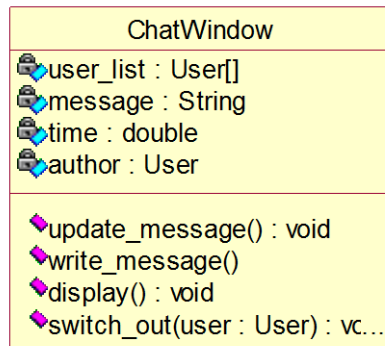 ChatWindow
user_list : User[]
message : String
time : double
author : User
update_message() : void
write_message()
display() : void
switch_out(user : User) : vc...